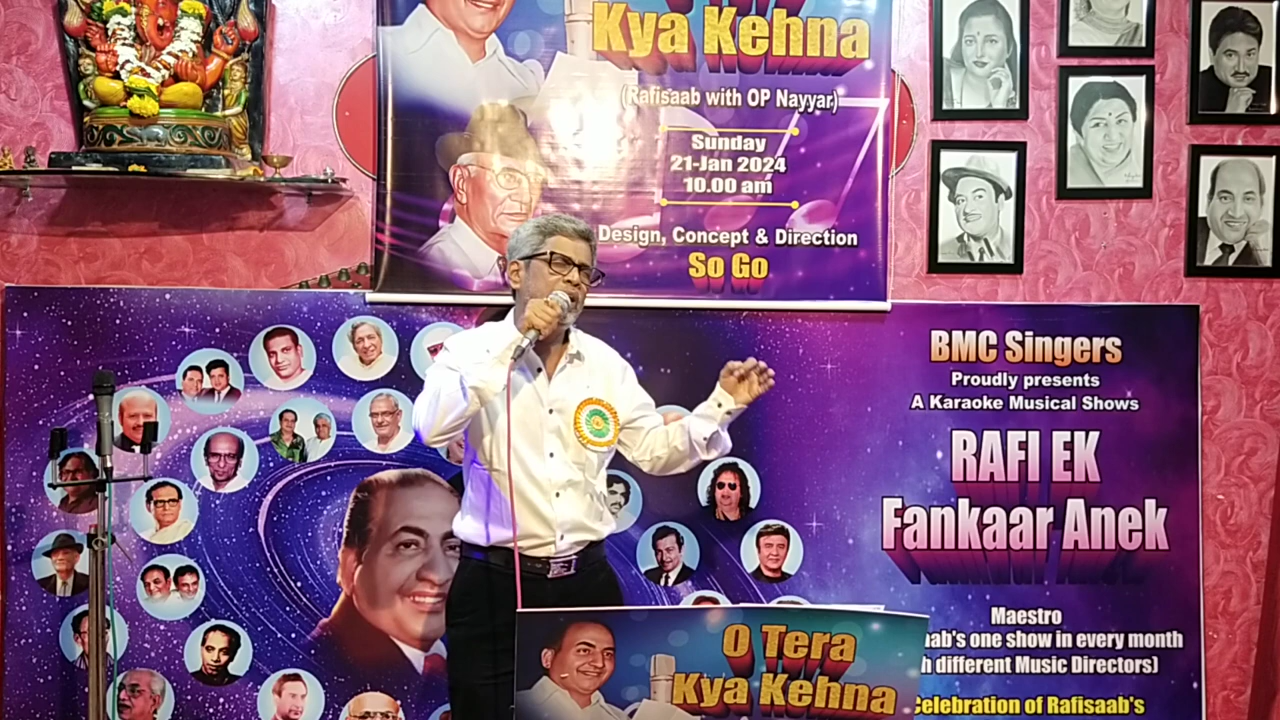 Kya Kehna
(Rafisaab with OP Nayyar)
Sunday
21-Jan 2024
10.00 am
Design, Concept & Direction
So Go
BMC Singers
Proudly presents
A Karaoke Musical Shows
RAFI EK
Fankaar Anek
Maestro
one show in every month
different Music Directors)
Celebration of Rafisaab's
O Tera
Kya Kehna